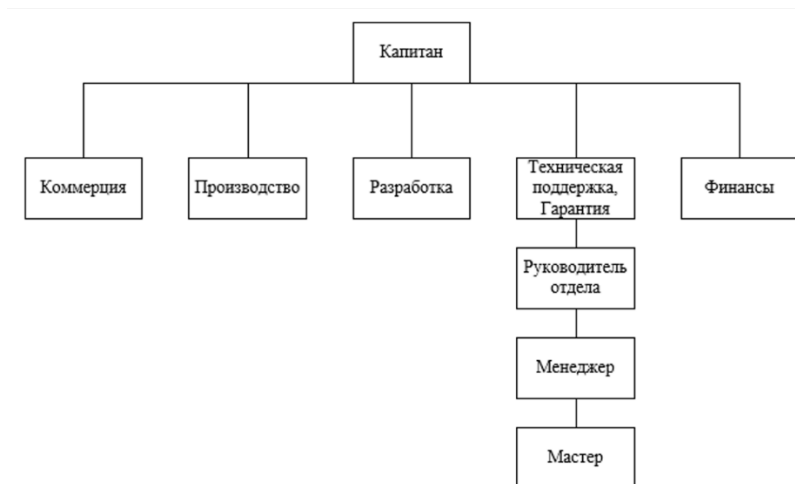 Капитан
Коммерция
Производство
Разработка
Техническая
поддержка,
Гарантия
Финансы
Руководитель
отдела
Менеджер
Мастер